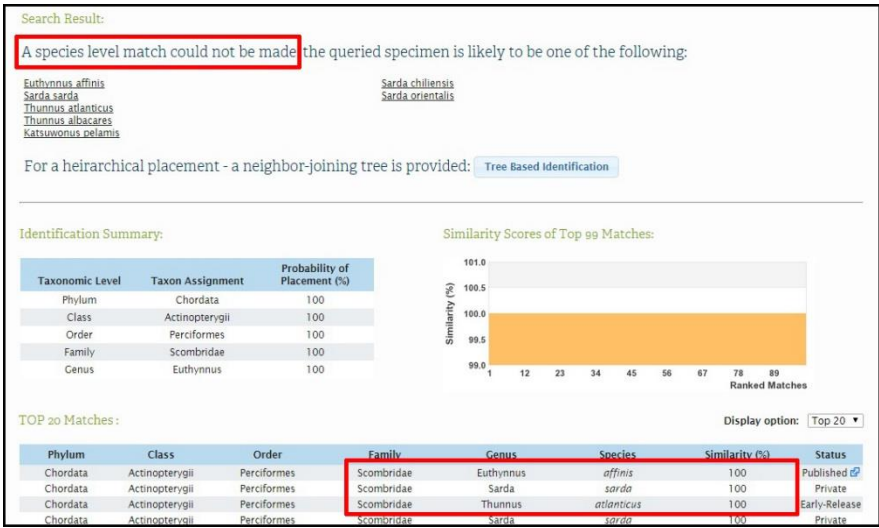 Search Result:
A species level match could not be made, the queried specimen is likely to be one of the following:
Euthynnus affinis Sarda chiliensis
Sarda sarda Sarda orientalis
Thunnus atlanticus
Thunnus albacares
Katsuwonus pelamis
For a heirarchical placement - a neighbor-joining tree is provided: Tree Based Identification
Identification Summary: Similarity Scores of Top 99 Matches:
Taxonomic Level Taxon Assignment Probability of Placement (%)
Phylum Chordata 100
Class Actinopterygii 100
Order Perciformes 100
Family Scombridae 100
Genus Euthynnus 100
Similarity (%)
101.0
100.5
100.0
99.5
99.0
1 12 23 34 45 56 67 78 89
Ranked Matches
TOP 20 Matches : Display option: Top 20
Phylum Class Order Family Genus Species Similarity (%) Status
Chordata Actinopterygii Perciformes Scombridae Euthynnus affinis 100 Published
Chordata Actinopterygii Perciformes Scombridae Sarda sarda 100 Private
Chordata Actinopterygii Perciformes Scombridae Thunnus atlanticus 100 Early-Release
Chordata Actinopterygii Perciformes Scombridae Sarda sarda 100 Private